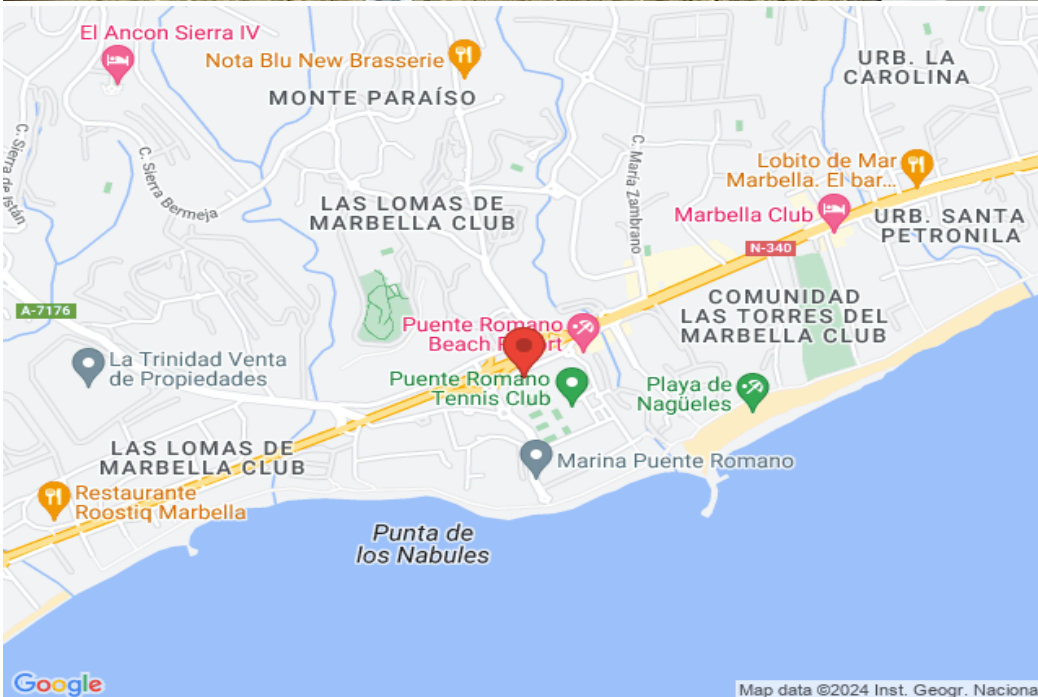 El Ancon Sierra IV
Nota Blu New Brasserie
MONTE PARAÍSO
URB. LA
CAROLINA
C. Sierra de Istán
C. Sierra Bermeja
C. María Zambrano
Lobito de Mar
Marbella. El bar...
LAS LOMAS DE
MARBELLA CLUB
Marbella Club
URB. SANTA
PETRONILA
N-340
A-7176
COMUNIDAD
LAS TORRES DEL
MARBELLA CLUB
Puente Romano
Beach
La Trinidad Venta
de Propiedades
Puente Romano
Tennis Club
Playa de
Nagüeles
LAS LOMAS DE
MARBELLA CLUB
Marina Puente Romano
Restaurante
Roostiq Marbella
Punta de
los Nabules
Google
Map data ©2024 Inst. Geogr. Naciona